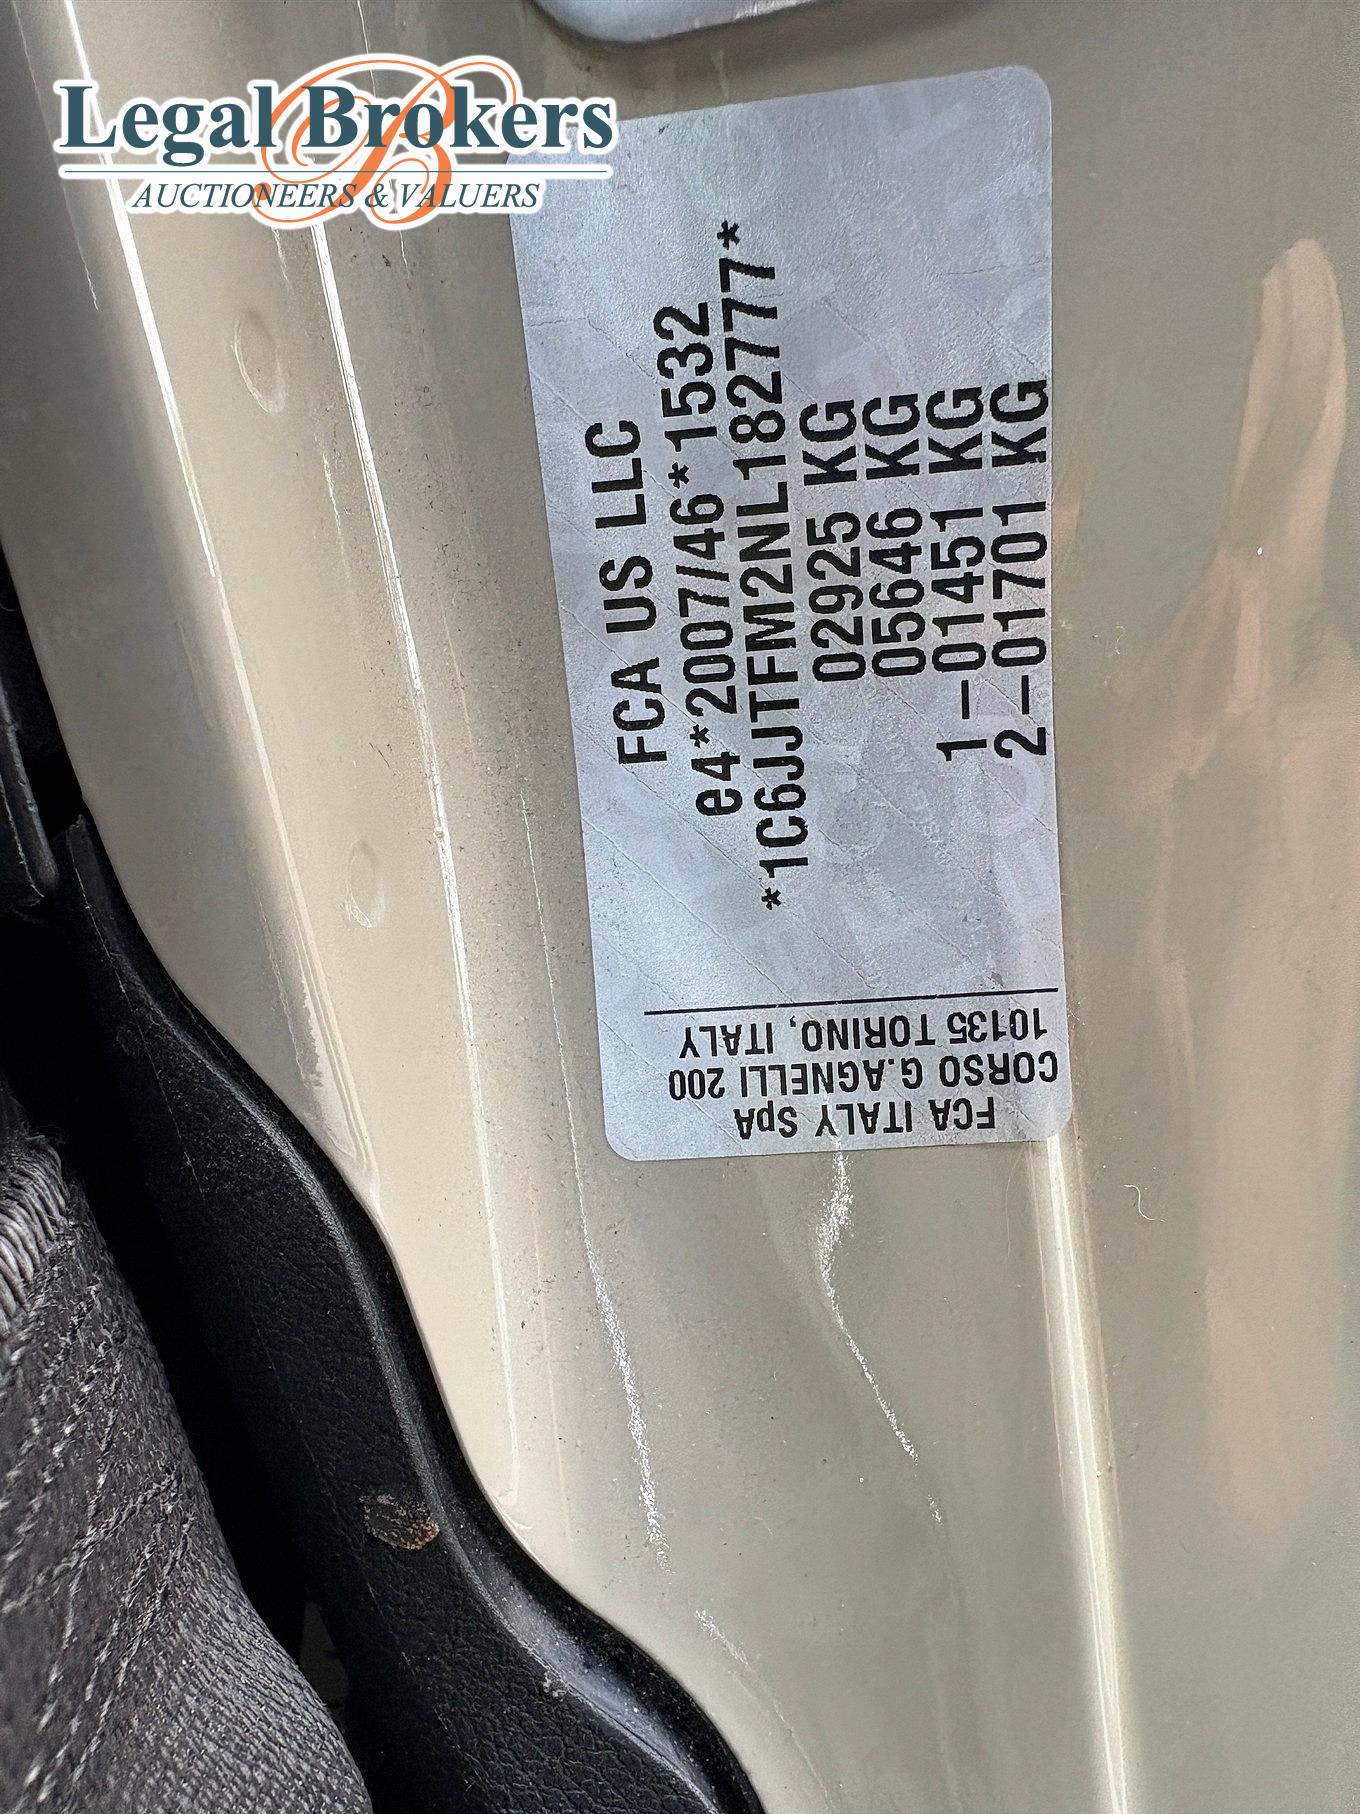 Legal Brokers
AUCTIONEERS & VALUERS
FCA US LLC
e4*2007/46*1532
*1C6JJTFM2NL182777*
02925 KG
05646 KG
1-01451 KG
2-01701 KG
FCA ITALY SpA
CORSO G.AGNELLI 200
10135 TORINO, ITALY